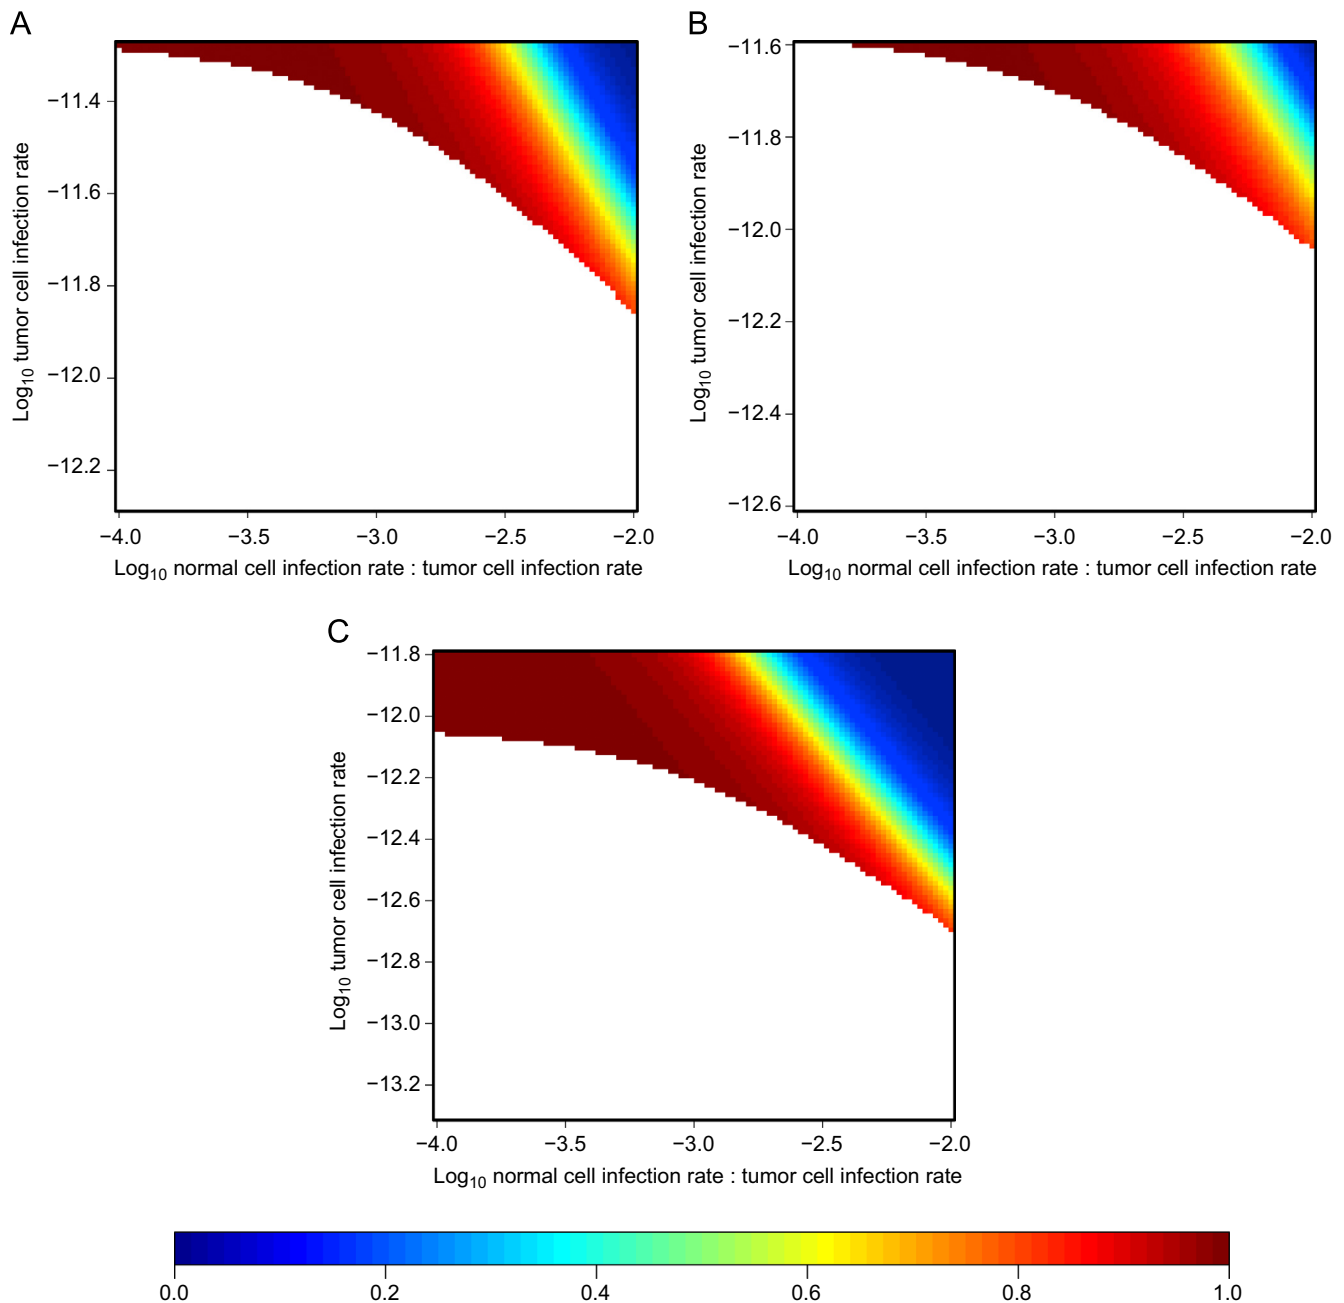 A
B
−11.4
−11.6
−11.8
−12.0
−12.2
Log10 tumor cell infection rate
−4.0 −3.5 −3.0 −2.5 −2.0
Log10 normal cell infection rate : tumor cell infection rate
−11.6
−11.8
−12.0
−12.2
−12.4
−12.6
Log10 tumor cell infection rate
−4.0 −3.5 −3.0 −2.5 −2.0
Log10 normal cell infection rate : tumor cell infection rate
C
−11.8
−12.0
−12.2
−12.4
−12.6
−12.8
−13.0
−13.2
Log10 tumor cell infection rate
−4.0 −3.5 −3.0 −2.5 −2.0
Log10 normal cell infection rate : tumor cell infection rate
0.0 0.2 0.4 0.6 0.8 1.0